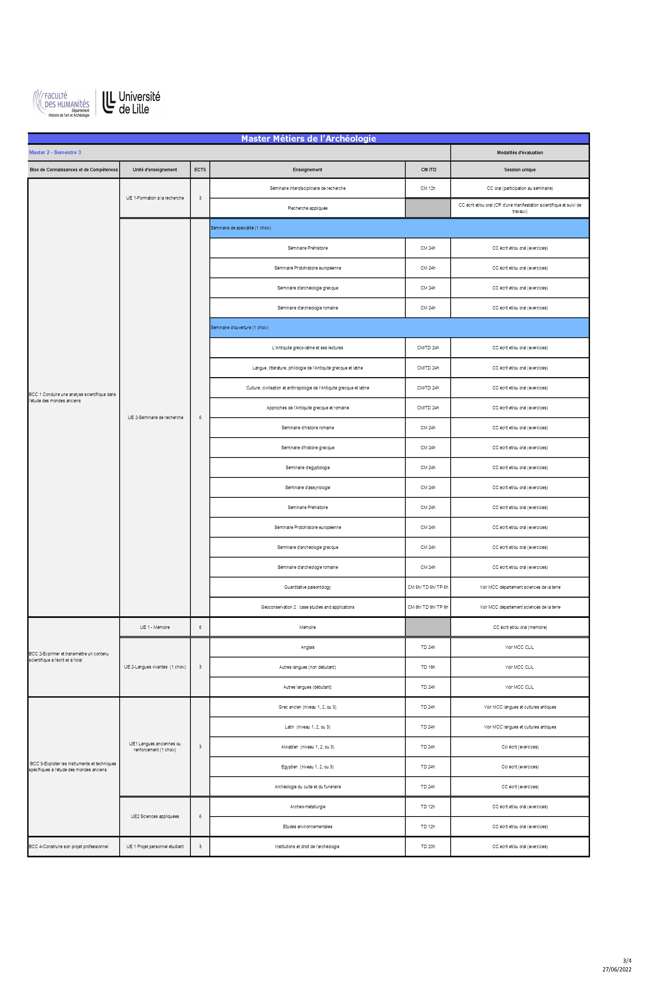 FACULTÉ
DES HUMANITÉS
Département
Histoire de l'art et Archéologie
Université
de Lille
Master Métiers de l'Archéologie
Master 2 - Semestre 3 Modalités d'évaluation
Bloc de Connaissances et de Compétences Unité d'enseignement ECTS Enseignement CM /TD Session unique
BCC 1 Conduire une analyse scientifique dans
l'étude des mondes anciens
UE 1-Formation à la recherche 3
Séminaire interdisciplinaire de recherche CM 12h CC oral (participation au séminaire)
Recherche appliquée CC écrit et/ou oral (CR d'une manifestation scientifique et suivi de
travaux)
UE 2-Séminaire de recherche 6
Séminaire de spécialité (1 choix)
Séminaire Préhistoire CM 24h CC écrit et/ou oral (exercices)
Séminaire Protohistoire européenne CM 24h CC écrit et/ou oral (exercices)
Séminaire d'archéologie grecque CM 24h CC écrit et/ou oral (exercices)
Séminaire d'archéologie romaine CM 24h CC écrit et/ou oral (exercices)
Séminaire d'ouverture (1 choix)
L'Antiquité gréco-latine et ses lectures CM/TD 24h CC écrit et/ou oral (exercices)
Langue, littérature, philologie de l'Antiquité grecque et latine CM/TD 24h CC écrit et/ou oral (exercices)
Culture, civilisation et anthropologie de l'Antiquité grecque et latine CM/TD 24h CC écrit et/ou oral (exercices)
Approches de l'Antiquité grecque et romaine CM/TD 24h CC écrit et/ou oral (exercices)
Séminaire d'histoire romaine CM 24h CC écrit et/ou oral (exercices)
Séminaire d'histoire grecque CM 24h CC écrit et/ou oral (exercices)
Séminaire d'égyptologie CM 24h CC écrit et/ou oral (exercices)
Séminaire d'assyriologie CM 24h CC écrit et/ou oral (exercices)
Séminaire Préhistoire CM 24h CC écrit et/ou oral (exercices)
Séminaire Protohistoire européenne CM 24h CC écrit et/ou oral (exercices)
Séminaire d'archéologie grecque CM 24h CC écrit et/ou oral (exercices)
Séminaire d'archéologie romaine CM 24h CC écrit et/ou oral (exercices)
Quantitative paleontology CM 6h/ TD 6h/ TP 6h Voir MCC département sciences de la terre
Géoconservation 2 : case studies and applications CM 8h/ TD 8h/ TP 8h Voir MCC département sciences de la terre
BCC 2-Exprimer et transmettre un contenu
scientifique à l'écrit et à l'oral
UE 1 - Mémoire 6 Mémoire CC écrit et/ou oral (mémoire)
UE 2-Langues vivantes (1 choix) 3
Anglais TD 24h Voir MCC CLIL
Autres langues (non débutant) TD 18h Voir MCC CLIL
Autres langues (débutant) TD 24h Voir MCC CLIL
BCC 3-Exploiter les instruments et techniques
spécifiques à l'étude des mondes anciens
UE1 Langues anciennes ou
renforcement (1 choix) 3
Grec ancien (niveau 1, 2, ou 3) TD 24h Voir MCC langues et cultures antiques
Latin (niveau 1, 2, ou 3) TD 24h Voir MCC langues et cultures antiques
Akkadien (niveau 1, 2, ou 3) TD 24h Cci écrit (exercices)
Egyptien (niveau 1, 2, ou 3) TD 24h Cci écrit (exercices)
Archéologie du culte et du funéraire TD 24h CC écrit (exercices)
UE2 Sciences appliquées 6
Archéo-métallurgie TD 12h CC écrit et/ou oral (exercices)
Etudes environnementales TD 12h CC écrit et/ou oral (exercices)
BCC 4-Construire son projet professionnel UE 1 Projet personnel étudiant 3 Institutions et droit de l'archéologie TD 20h CC écrit et/ou oral (exercices)
3/4
27/06/2022